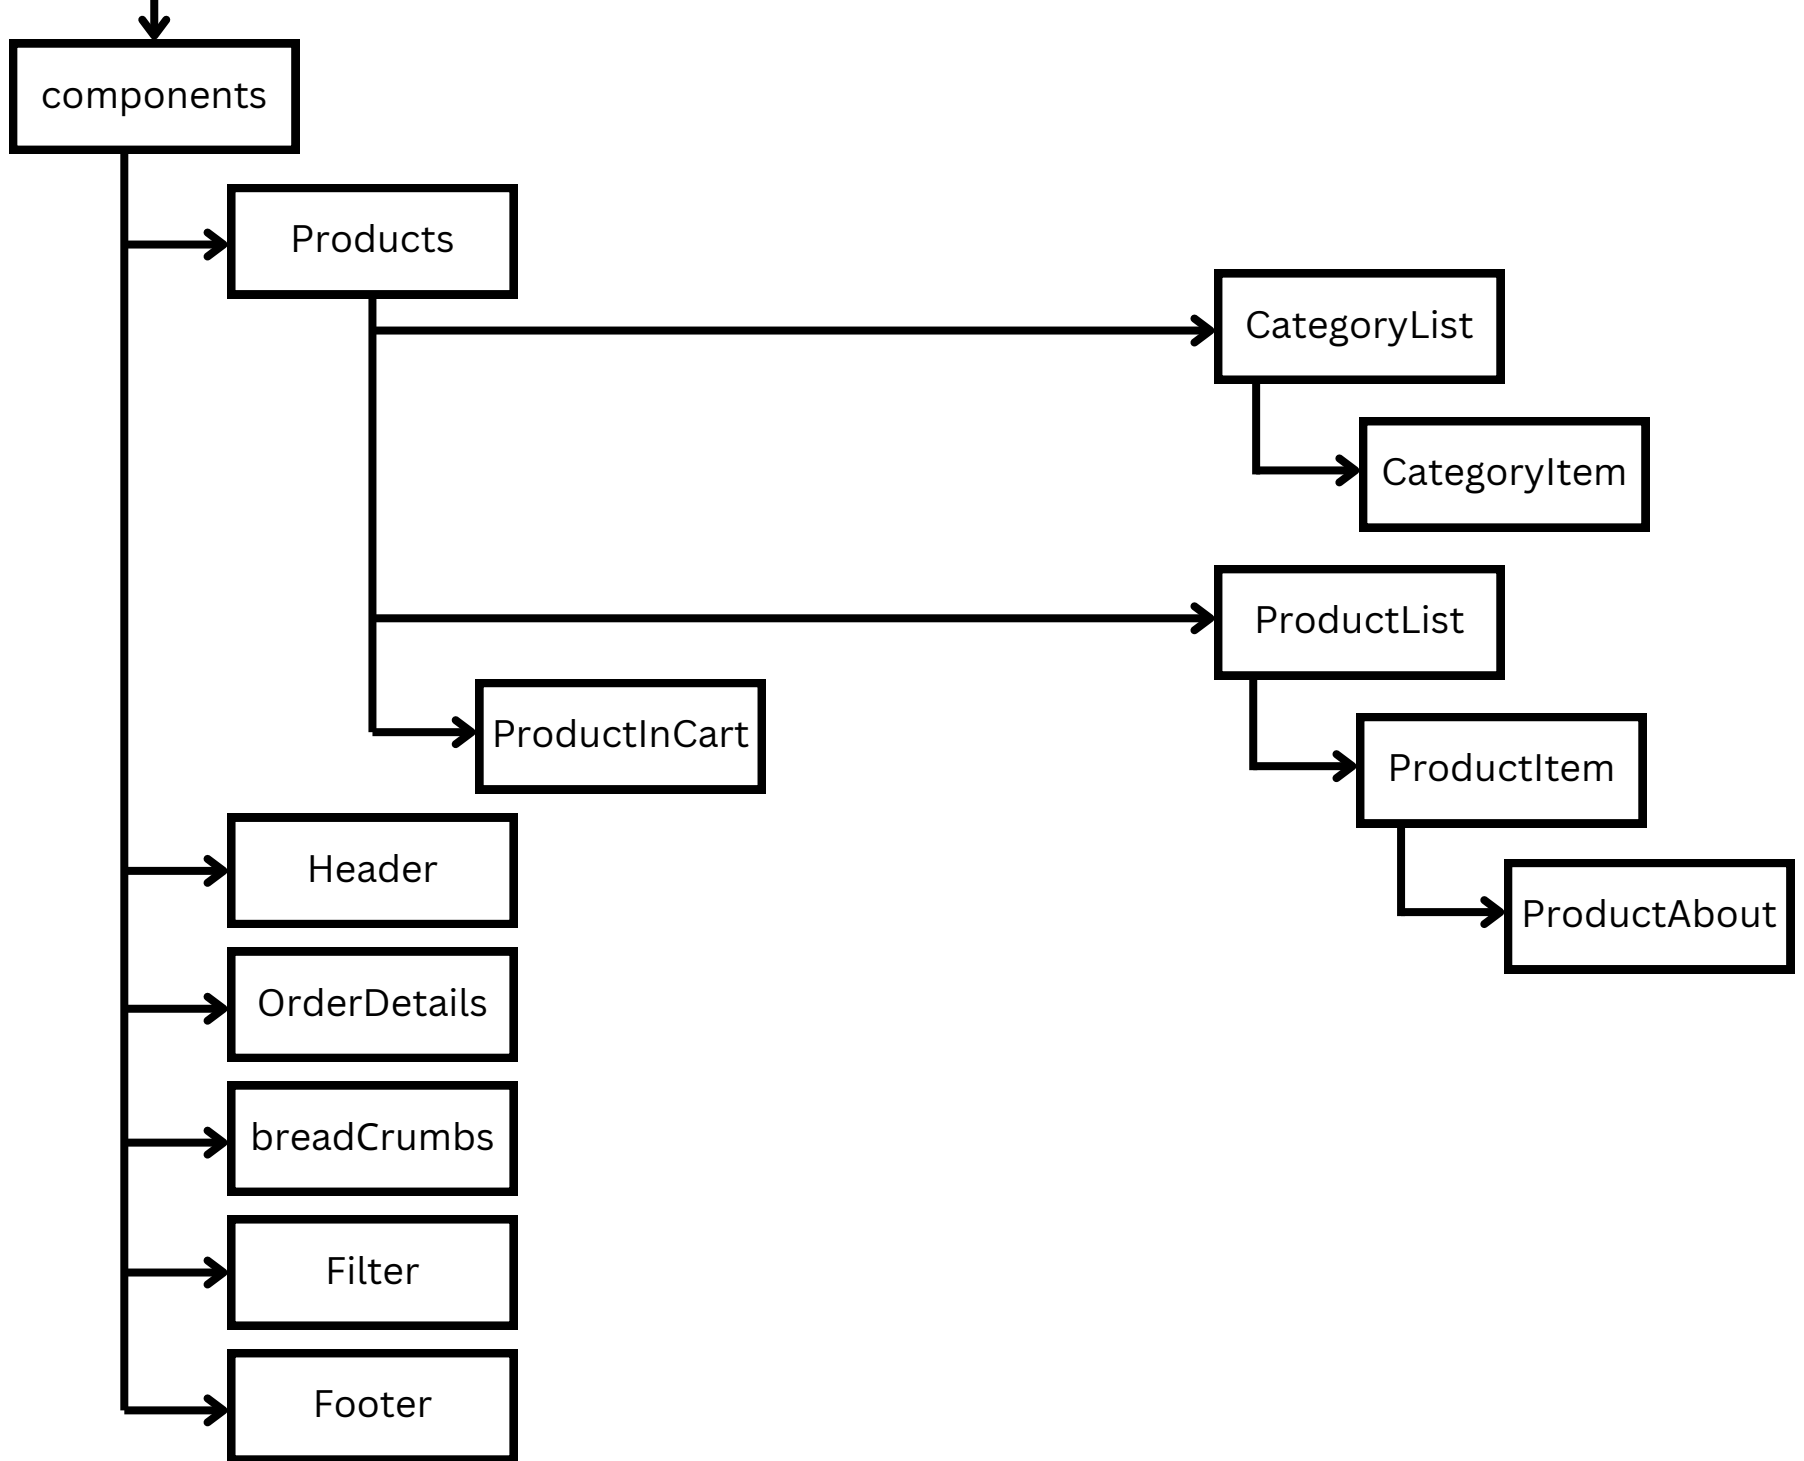 components
Products
CategoryList
CategoryItem
ProductList
ProductInCart
ProductItem
Header
ProductAbout
OrderDetails
breadCrumbs
Filter
Footer